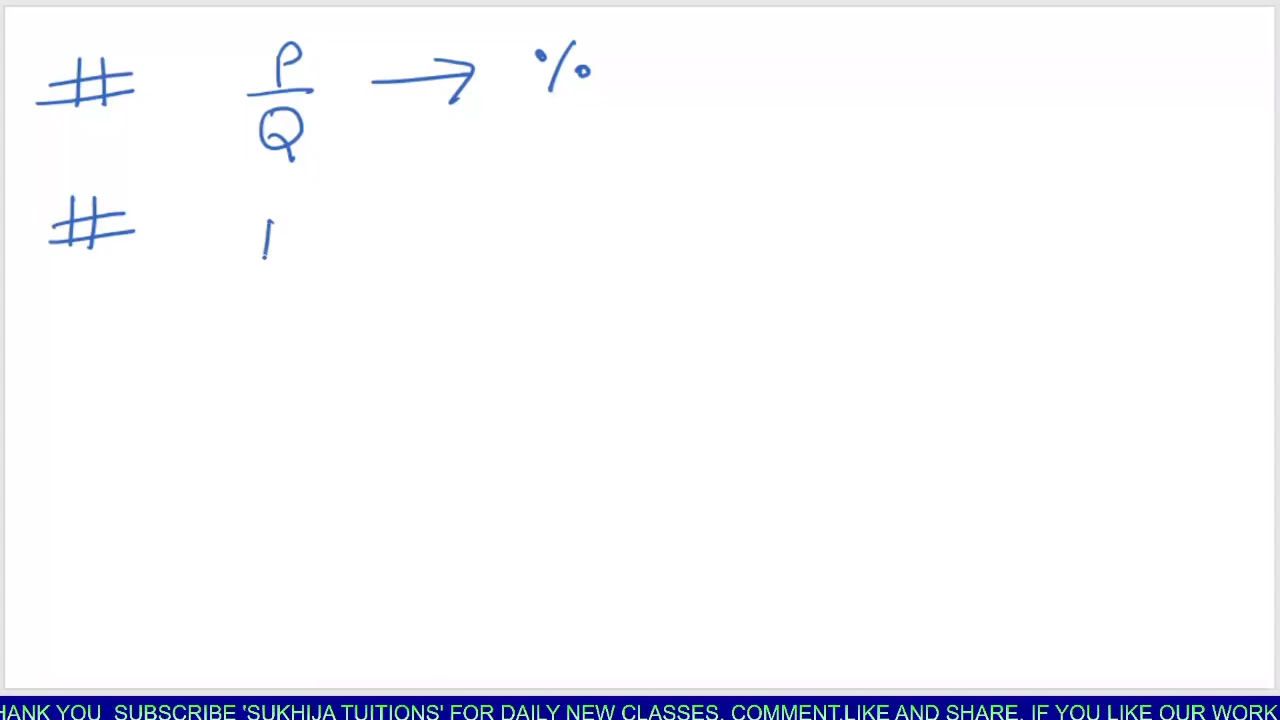 # P/Q → %
#
HANK YOU SUBSCRIBE 'SUKHIJA TUITIONS' FOR DAILY NEW CLASSES. COMMENT,LIKE AND SHARE. IF YOU LIKE OUR WORK